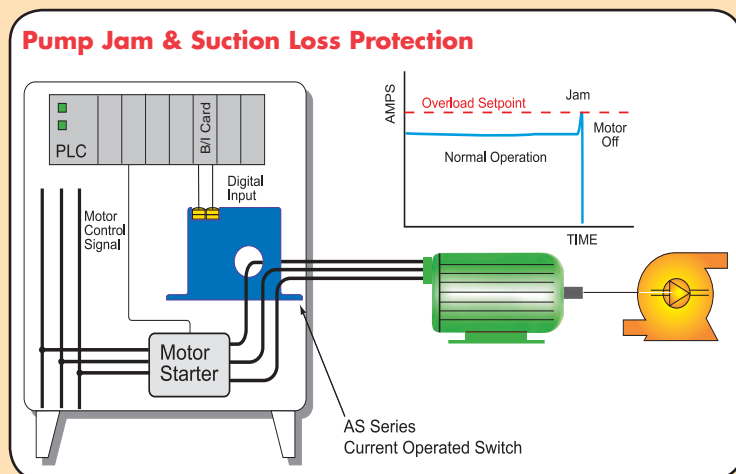 Pump Jam & Suction Loss Protection
PLC
B/I Card
Digital
Input
Motor
Control
Signal
Motor
Starter
AMPS
Overload Setpoint
Jam
Normal Operation
Motor
Off
TIME
AS Series
Current Operated Switch